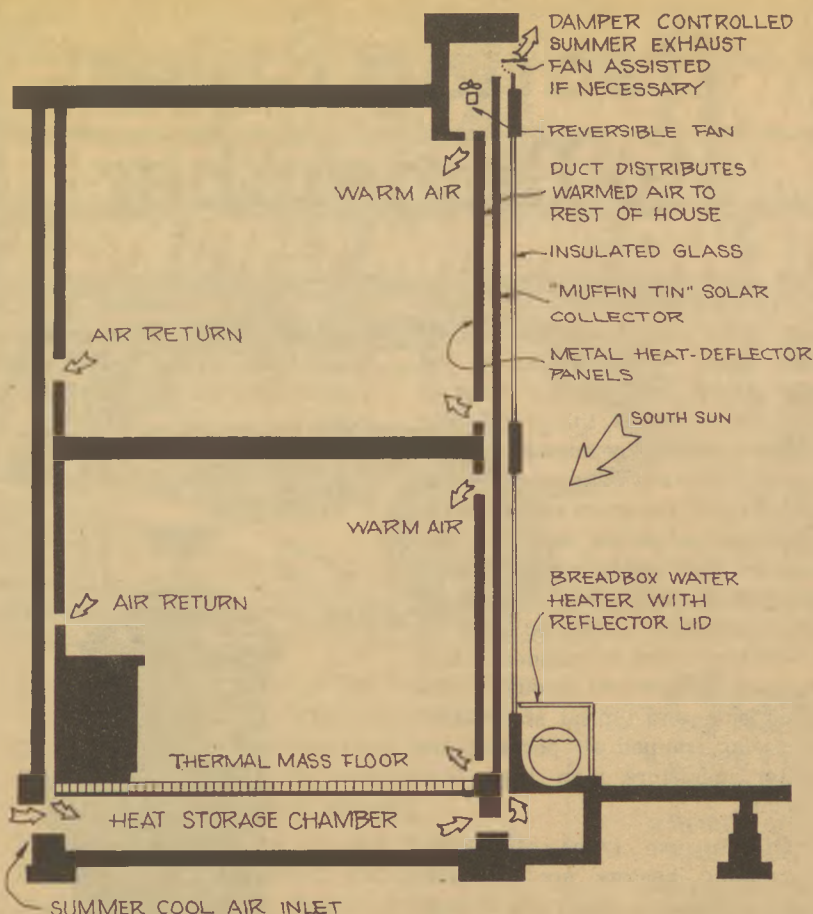 DAMPER CONTROLLED
SUMMER EXHAUST
FAN ASSISTED
IF NECESSARY
REVERSIBLE FAN
WARM AIR
DUCT DISTRIBUTES
WARMED AIR TO
REST OF HOUSE
INSULATED GLASS
"MUFFIN TIN" SOLAR
COLLECTOR
AIR RETURN
METAL HEAT-DEFLECTOR
PANELS
SOUTH SUN
WARM AIR
BREADBOX WATER
HEATER WITH
REFLECTOR LID
AIR RETURN
THERMAL MASS FLOOR
HEAT STORAGE CHAMBER
SUMMER COOL AIR INLET